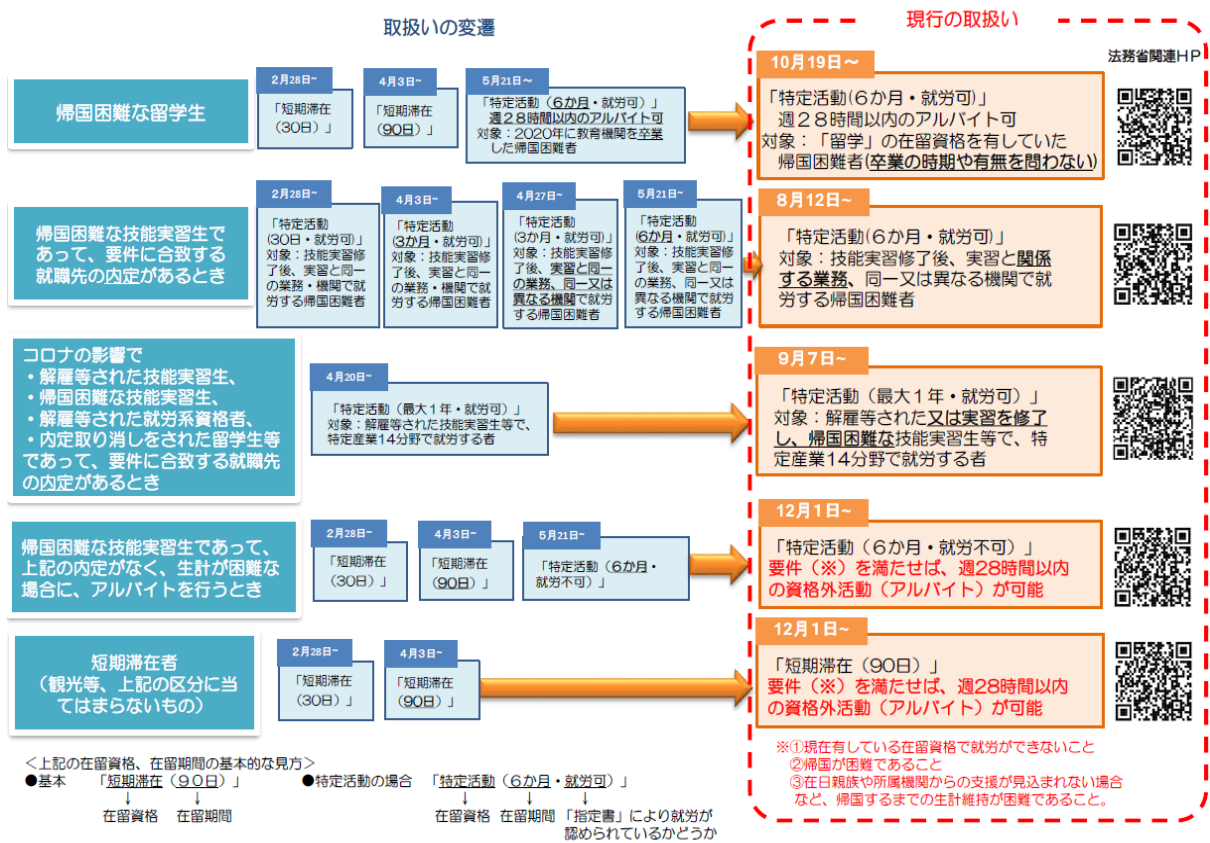 取扱いの変遷
現行の取扱い
法務省関連HP
帰国困難な留学生
2月28日~
「短期滞在
(30日)」
4月3日~
「短期滞在
(90日)」
5月21日~
「特定活動(6か月・就労可)」
週28時間以内のアルバイト可
対象:2020年に教育機関を卒業
した帰国困難者
10月19日~
「特定活動(6か月・就労可)」
週28時間以内のアルバイト可
対象:「留学」の在留資格を有していた
帰国困難者(卒業の時期や有無を問わない)
帰国困難な技能実習生で
あって、要件に合致する
就職先の内定があるとき
2月28日~
「特定活動
(30日・就労可)」
対象:技能実習修
了後、実習と同一
の業務・機関で就
労する帰国困難者
4月3日~
「特定活動
(3か月・就労可)」
対象:技能実習修
了後、実習と同一
の業務・機関で就
労する帰国困難者
4月27日~
「特定活動
(3か月・就労可)」
対象:技能実習修
了後、実習と同一
の業務、同一又は
異なる機関で就労
する帰国困難者
5月21日~
「特定活動
(6か月・就労可)」
対象:技能実習修
了後、実習と同一
の業務、同一又は
異なる機関で就労
する帰国困難者
8月12日~
「特定活動(6か月・就労可)」
対象:技能実習修了後、実習と関係
する業務、同一又は異なる機関で就
労する帰国困難者
コロナの影響で
・解雇等された技能実習生、
・帰国困難な技能実習生、
・解雇等された就労系資格者、
・内定取り消しをされた留学生等
であって、要件に合致する就職先
の内定があるとき
4月20日~
「特定活動(最大1年・就労可)」
対象:解雇等された技能実習生等で、
特定産業14分野で就労する者
9月7日~
「特定活動(最大1年・就労可)」
対象:解雇等された又は実習を修了
し、帰国困難な技能実習生等で、特
定産業14分野で就労する者
帰国困難な技能実習生であって、
上記の内定がなく、生計が困難な
場合に、アルバイトを行うとき
2月28日~
「短期滞在
(30日)」
4月3日~
「短期滞在
(90日)」
5月21日~
「特定活動(6か月・
就労不可)」
12月1日~
「特定活動(6か月・就労不可)」
要件(※)を満たせば、週28時間以内
の資格外活動(アルバイト)が可能
短期滞在者
(観光等、上記の区分に当
てはまらないもの)
2月28日~
「短期滞在
(30日)」
4月3日~
「短期滞在
(90日)」
12月1日~
「短期滞在(90日)」
要件(※)を満たせば、週28時間以内
の資格外活動(アルバイト)が可能
※①現在有している在留資格で就労ができないこと
②帰国が困難であること
③在日親族や所属機関からの支援が見込まれない場合
など、帰国するまでの生計維持が困難であること。
<上記の在留資格、在留期間の基本的な見方>
●基本 「短期滞在(90日)」
↓ ↓
在留資格 在留期間
●特定活動の場合 「特定活動(6か月・就労可)」
↓ ↓ ↓
在留資格 在留期間 「指定書」により就労が
認められているかどうか